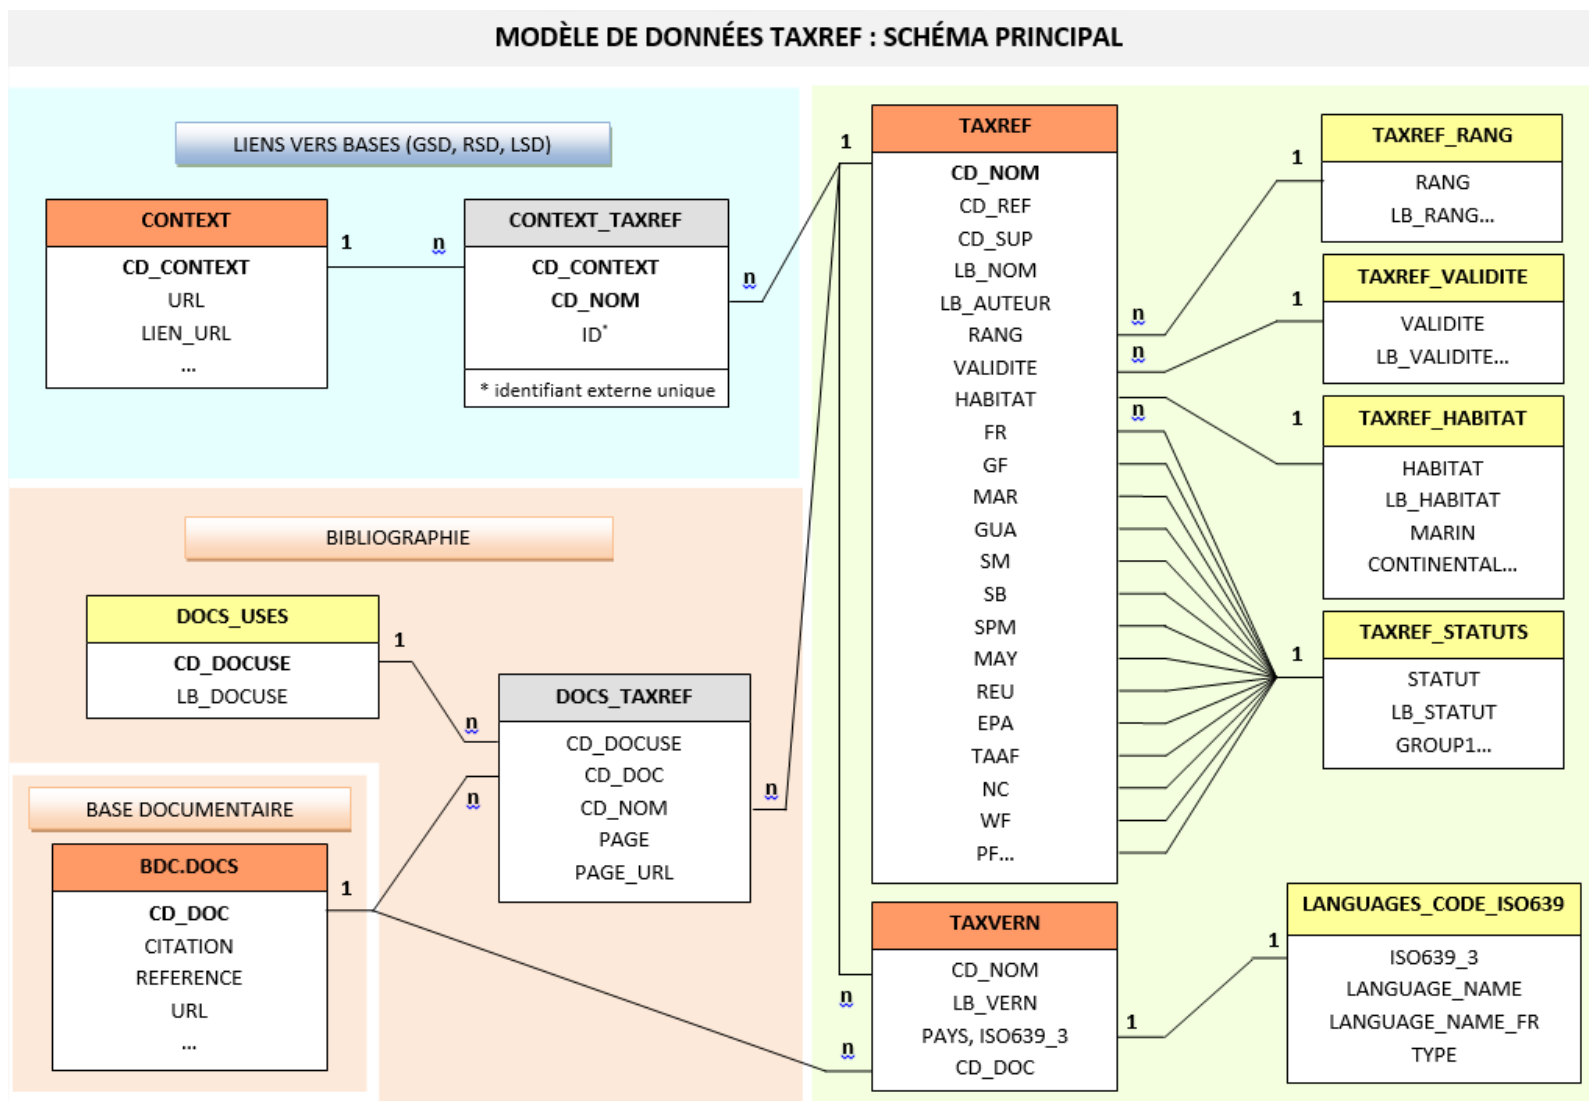 MODÈLE DE DONNÉES TAXREF : SCHÉMA PRINCIPAL
LIENS VERS BASES (GSD, RSD, LSD)
CONTEXT
CD_CONTEXT
URL
LIEN_URL
...
1
n
CONTEXT_TAXREF
CD_CONTEXT
CD_NOM
ID*
* identifiant externe unique
n
1
BIBLIOGRAPHIE
DOCS_USES
CD_DOCUSE
LB_DOCUSE
1
n
DOCS_TAXREF
CD_DOCUSE
CD_DOC
CD_NOM
PAGE
PAGE_URL
n
n
BASE DOCUMENTAIRE
BDC.DOCS
CD_DOC
CITATION
REFERENCE
URL
...
1
TAXREF
CD_NOM
CD_REF
CD_SUP
LB_NOM
LB_AUTEUR
RANG
VALIDITE
HABITAT
FR
GF
MAR
GUA
SM
SB
SPM
MAY
REU
EPA
TAAF
NC
WF
PF...
n
n
n
1
TAXREF_RANG
RANG
LB_RANG...
1
TAXREF_VALIDITE
VALIDITE
LB_VALIDITE...
1
TAXREF_HABITAT
HABITAT
LB_HABITAT
MARIN
CONTINENTAL...
1
TAXREF_STATUTS
STATUT
LB_STATUT
GROUP1...
TAXVERN
CD_NOM
LB_VERN
PAYS, ISO639_3
CD_DOC
n
n
1
1
LANGUAGES_CODE_ISO639
ISO639_3
LANGUAGE_NAME
LANGUAGE_NAME_FR
TYPE